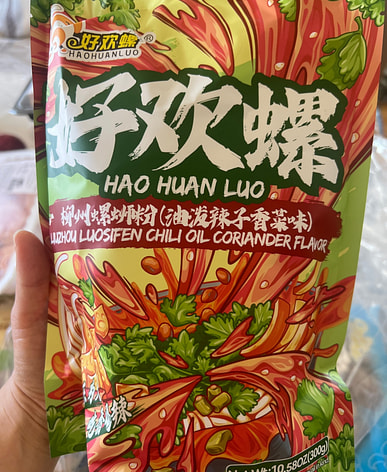 好欢螺®
HAOHUANLUO
好欢螺
HAO HUAN LUO
柳州螺蛳粉(油泼辣子香菜味)
LIUZHOU LUOSIFEN CHILI OIL CORIANDER FLAVOR
10.58OZ(300g)